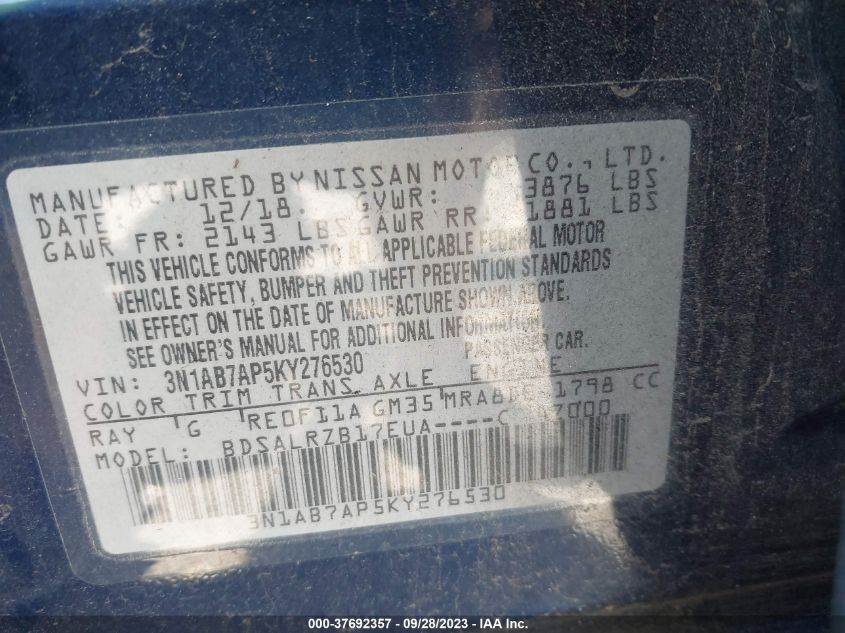 MANUFACTURED BY NISSAN MOTOR CO., LTD.
DATE: 12/18 GVWR: 3876 LBS
GAWR FR: 2143 LBS GAWR RR: 1881 LBS
THIS VEHICLE CONFORMS TO ALL APPLICABLE FEDERAL MOTOR
VEHICLE SAFETY, BUMPER AND THEFT PREVENTION STANDARDS
IN EFFECT ON THE DATE OF MANUFACTURE SHOWN ABOVE.
SEE OWNER'S MANUAL FOR ADDITIONAL INFORMATION.
VIN: 3N1AB7AP5KY276530 PASSENGER CAR.
COLOR TRIM TRANS AXLE ENGINE
RAY G RE0F11A GM35 1798 CC
MODEL: BDSALRZB17EUA----C
3N1AB7AP5KY276530
000-37692357 - 09/28/2023 - IAA Inc.